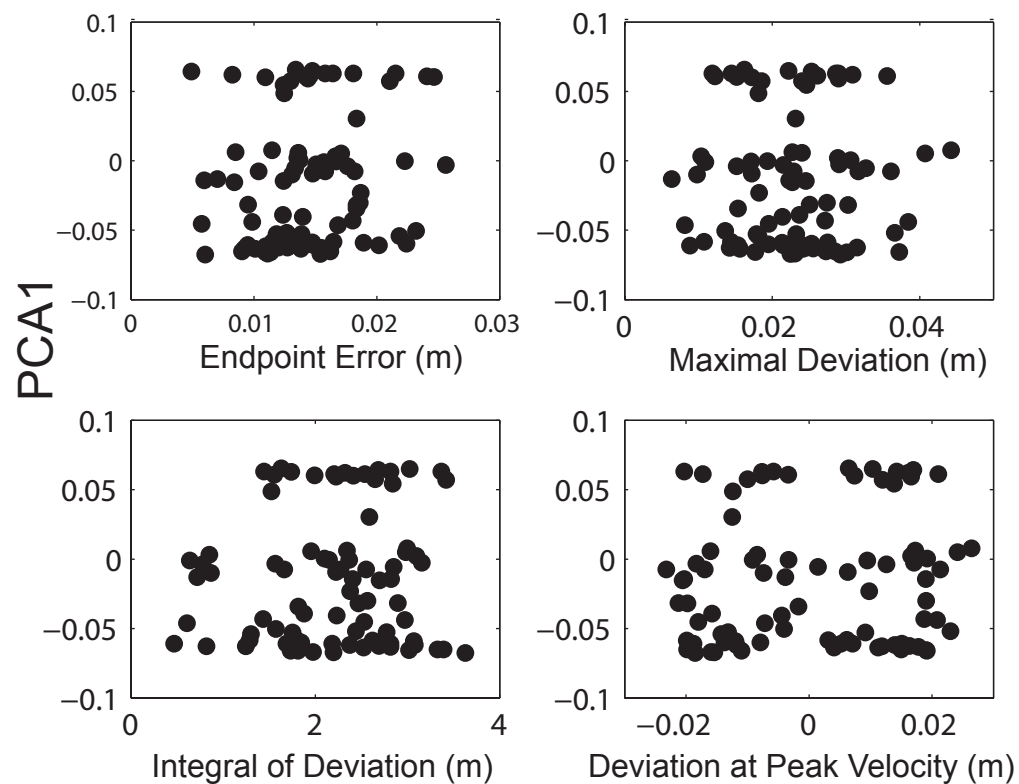 PCA1
0.1
0.05
0
−0.05
−0.1
0 0.01 0.02 0.03
Endpoint Error (m)
0.1
0.05
0
−0.05
−0.1
0 0.02 0.04
Maximal Deviation (m)
0.1
0.05
0
−0.05
−0.1
0 2 4
Integral of Deviation (m)
0.1
0.05
0
−0.05
−0.1
−0.02 0 0.02
Deviation at Peak Velocity (m)